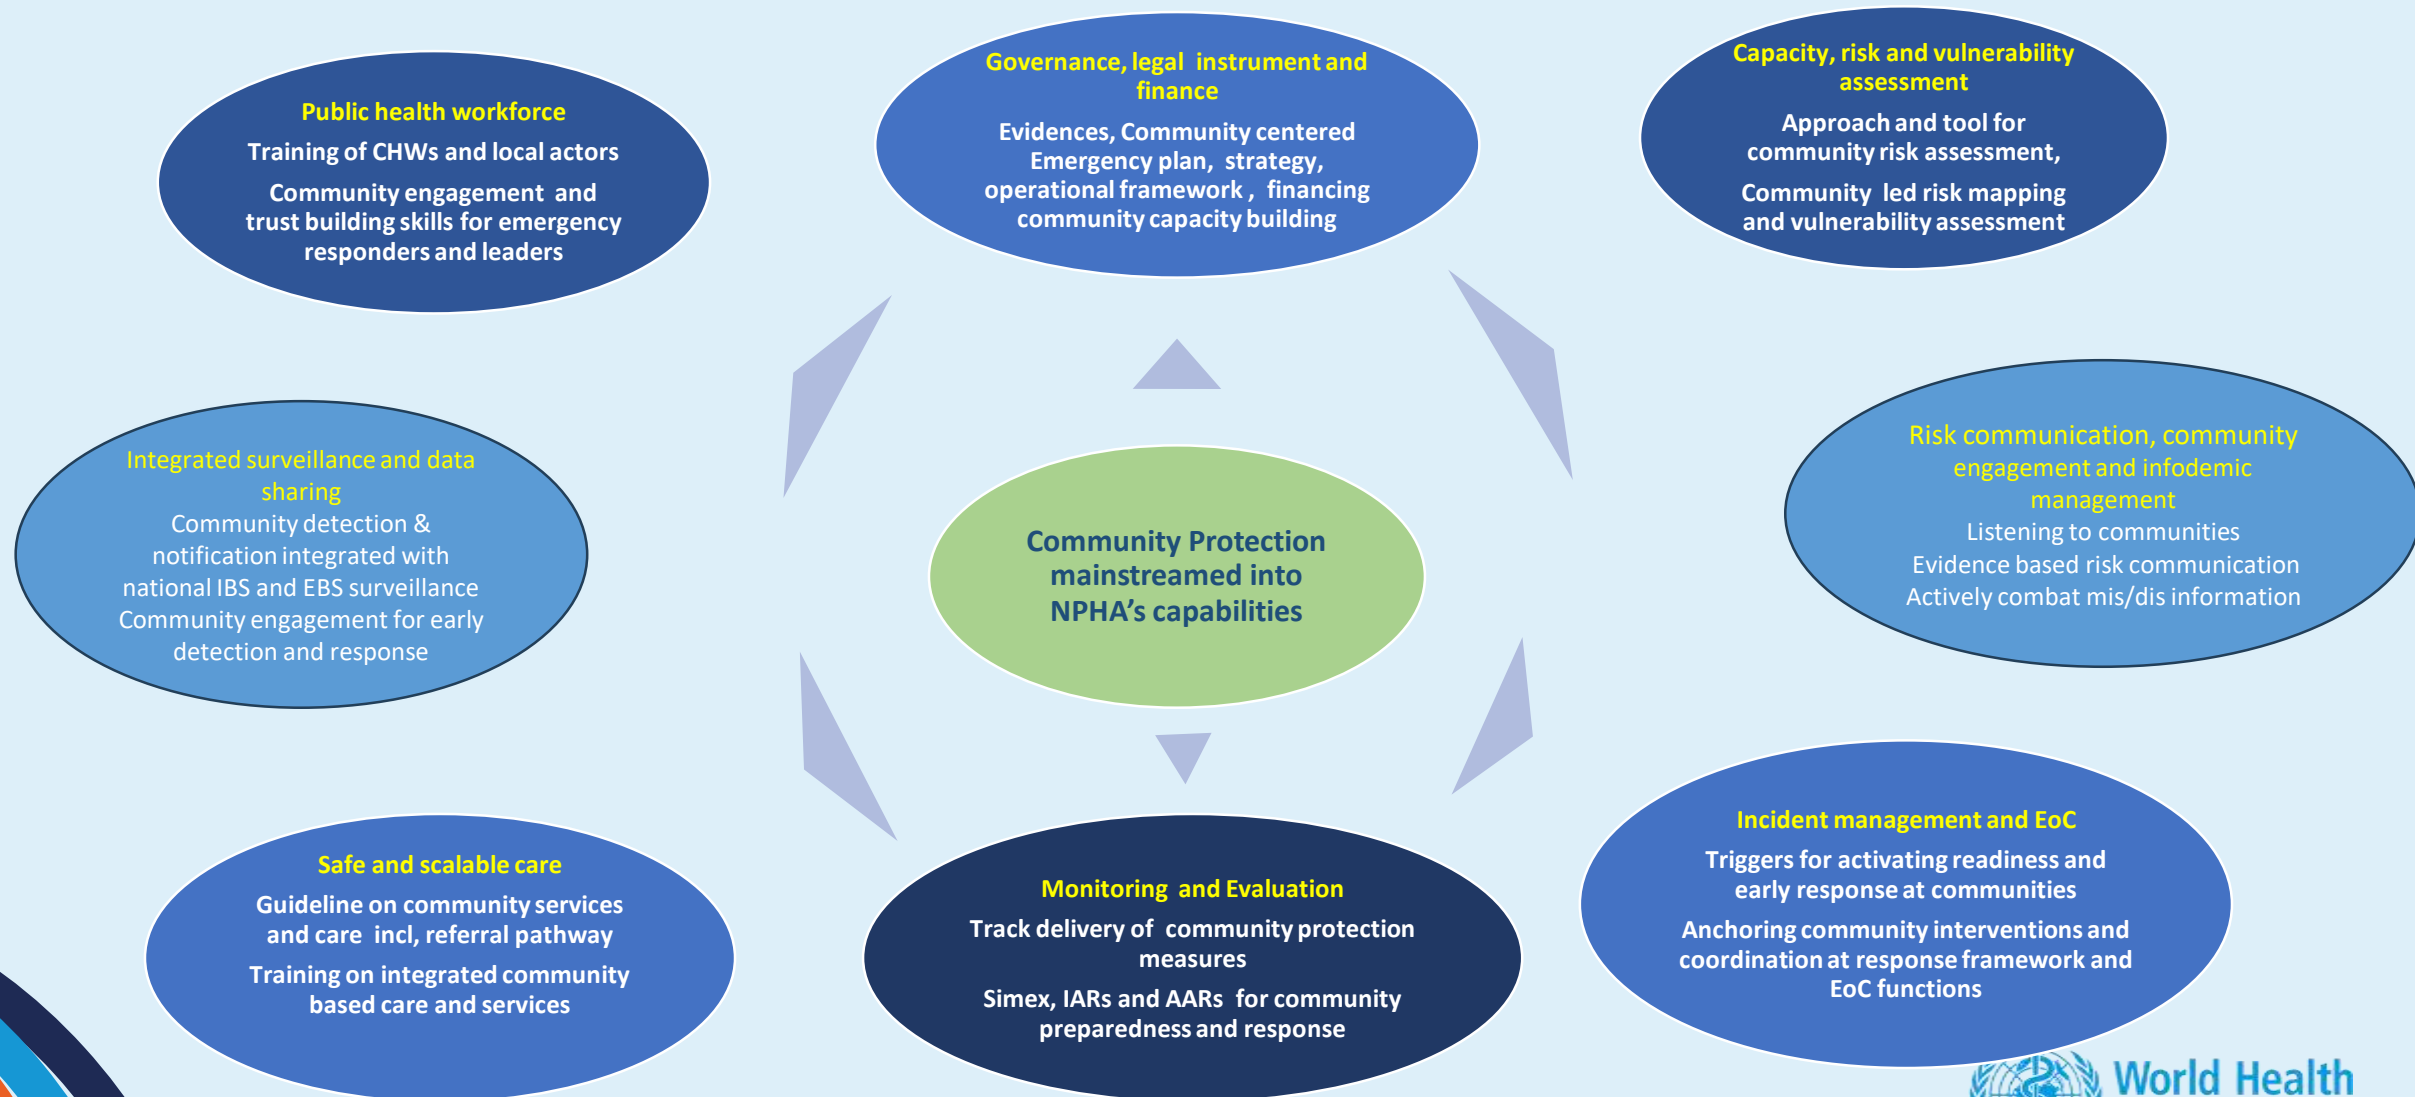 Public health workforce
Training of CHWs and local actors
Community engagement and
trust building skills for emergency
responders and leaders
Governance, legal instrument and
finance
Evidences, Community centered
Emergency plan, strategy,
operational framework , financing
community capacity building
Capacity, risk and vulnerability
assessment
Approach and tool for
community risk assessment,
Community led risk mapping
and vulnerability assessment
Integrated surveillance and data
sharing
Community detection &
notification integrated with
national IBS and EBS surveillance
Community engagement for early
detection and response
Community Protection
mainstreamed into
NPHA’s capabilities
Risk communication, community
engagement and infodemic
management
Listening to communities
Evidence based risk communication
Actively combat mis/dis information
Safe and scalable care
Guideline on community services
and care incl, referral pathway
Training on integrated community
based care and services
Monitoring and Evaluation
Track delivery of community protection
measures
Simex, IARs and AARs for community
preparedness and response
Incident management and EoC
Triggers for activating readiness and
early response at communities
Anchoring community interventions and
coordination at response framework and
EoC functions
World Health